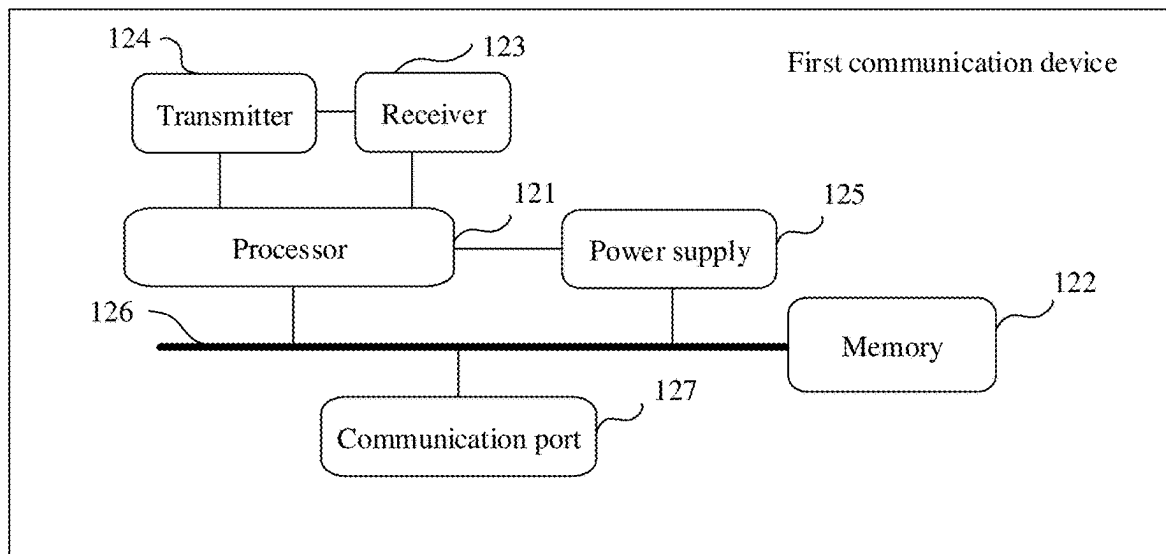 124
123
First communication device
Transmitter
Receiver
121
125
Processor
Power supply
122
126
Memory
127
Communication port